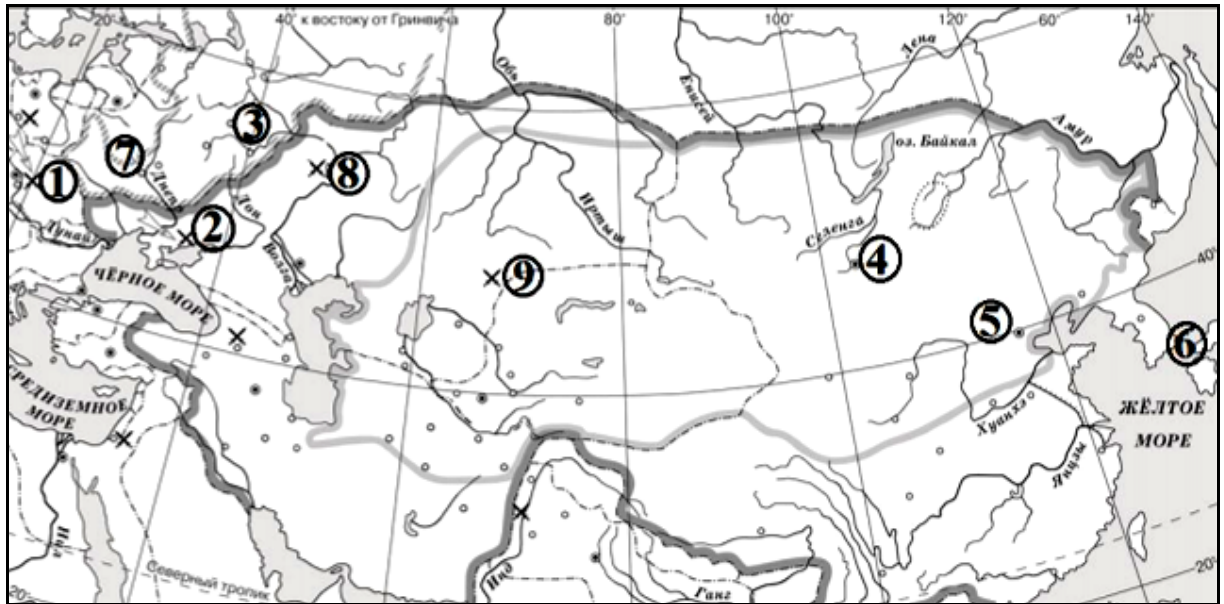 20° 40° к востоку от Гринвича 60° 80° 100° 120° 60° 140°
Обь
Енисей
Лена
Амур
3
1
7
8
Днепр
оз. Байкал
Дон
2
Дунай
Иртыш
Селенга
4
Волга
40°
9
ЧЁРНОЕ МОРЕ
5
6
СРЕДИЗЕМНОЕ
МОРЕ
Хуанхэ
ЖЁЛТОЕ
МОРЕ
Янцзы
Нил
Северный тропик
Инд
Ганг
20°
20°